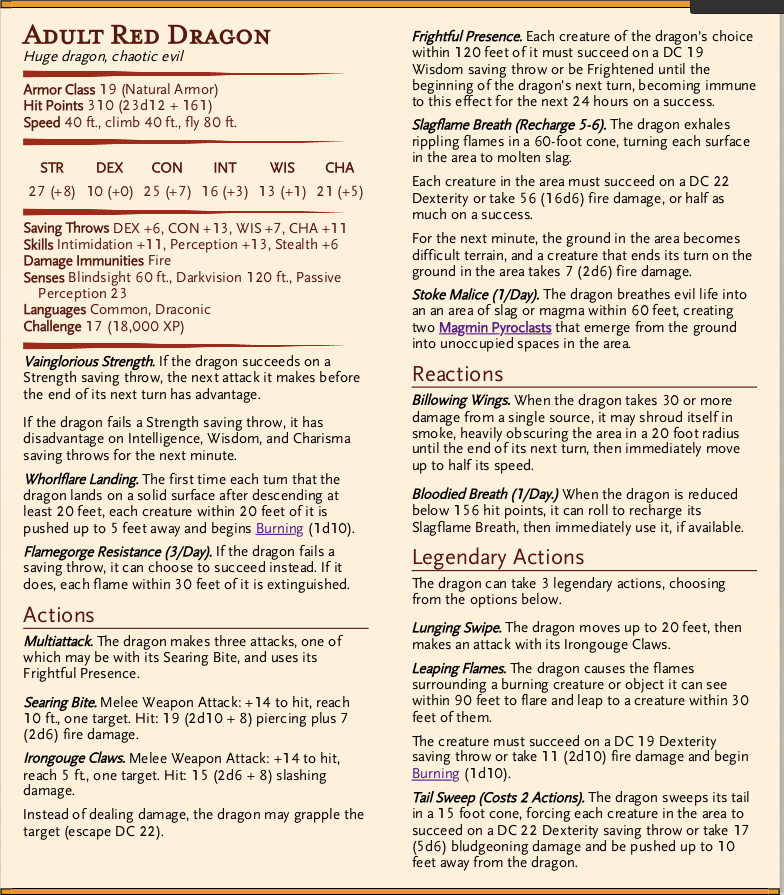 Adult Red Dragon
Huge dragon, chaotic evil
Armor Class 19 (Natural Armor)
Hit Points 310 (23d12 + 161)
Speed 40 ft., climb 40 ft., fly 80 ft.
STR DEX CON INT WIS CHA
27 (+8) 10 (+0) 25 (+7) 16 (+3) 13 (+1) 21 (+5)
Saving Throws DEX +6, CON +13, WIS +7, CHA +11
Skills Intimidation +11, Perception +13, Stealth +6
Damage Immunities Fire
Senses Blindsight 60 ft., Darkvision 120 ft., Passive
Perception 23
Languages Common, Draconic
Challenge 17 (18,000 XP)
Vainglorious Strength. If the dragon succeeds on a
Strength saving throw, the next attack it makes before
the end of its next turn has advantage.
If the dragon fails a Strength saving throw, it has
disadvantage on Intelligence, Wisdom, and Charisma
saving throws for the next minute.
Whorlflare Landing. The first time each turn that the
dragon lands on a solid surface after descending at
least 20 feet, each creature within 20 feet of it is
pushed up to 5 feet away and begins Burning (1d10).
Flamegorge Resistance (3/Day). If the dragon fails a
saving throw, it can choose to succeed instead. If it
does, each flame within 30 feet of it is extinguished.
Actions
Multiattack. The dragon makes three attacks, one of
which may be with its Searing Bite, and uses its
Frightful Presence.
Searing Bite. Melee Weapon Attack: +14 to hit, reach
10 ft., one target. Hit: 19 (2d10 + 8) piercing plus 7
(2d6) fire damage.
Irongouge Claws. Melee Weapon Attack: +14 to hit,
reach 5 ft., one target. Hit: 15 (2d6 + 8) slashing
damage.
Instead of dealing damage, the dragon may grapple the
target (escape DC 22).
Frightful Presence. Each creature of the dragon's choice
within 120 feet of it must succeed on a DC 19
Wisdom saving throw or be Frightened until the
beginning of the dragon's next turn, becoming immune
to this effect for the next 24 hours on a success.
Slagflame Breath (Recharge 5-6). The dragon exhales
rippling flames in a 60-foot cone, turning each surface
in the area to molten slag.
Each creature in the area must succeed on a DC 22
Dexterity or take 56 (16d6) fire damage, or half as
much on a success.
For the next minute, the ground in the area becomes
difficult terrain, and a creature that ends its turn on the
ground in the area takes 7 (2d6) fire damage.
Stoke Malice (1/Day). The dragon breathes evil life into
an an area of slag or magma within 60 feet, creating
two Magmin Pyroclasts that emerge from the ground
into unoccupied spaces in the area.
Reactions
Billowing Wings. When the dragon takes 30 or more
damage from a single source, it may shroud itself in
smoke, heavily obscuring the area in a 20 foot radius
until the end of its next turn, then immediately move
up to half its speed.
Bloodied Breath (1/Day.) When the dragon is reduced
below 156 hit points, it can roll to recharge its
Slagflame Breath, then immediately use it, if available.
Legendary Actions
The dragon can take 3 legendary actions, choosing
from the options below.
Lunging Swipe. The dragon moves up to 20 feet, then
makes an attack with its Irongouge Claws.
Leaping Flames. The dragon causes the flames
surrounding a burning creature or object it can see
within 90 feet to flare and leap to a creature within 30
feet of them.
The creature must succeed on a DC 19 Dexterity
saving throw or take 11 (2d10) fire damage and begin
Burning (1d10).
Tail Sweep (Costs 2 Actions). The dragon sweeps its tail
in a 15 foot cone, forcing each creature in the area to
succeed on a DC 22 Dexterity saving throw or take 17
(5d6) bludgeoning damage and be pushed up to 10
feet away from the dragon.